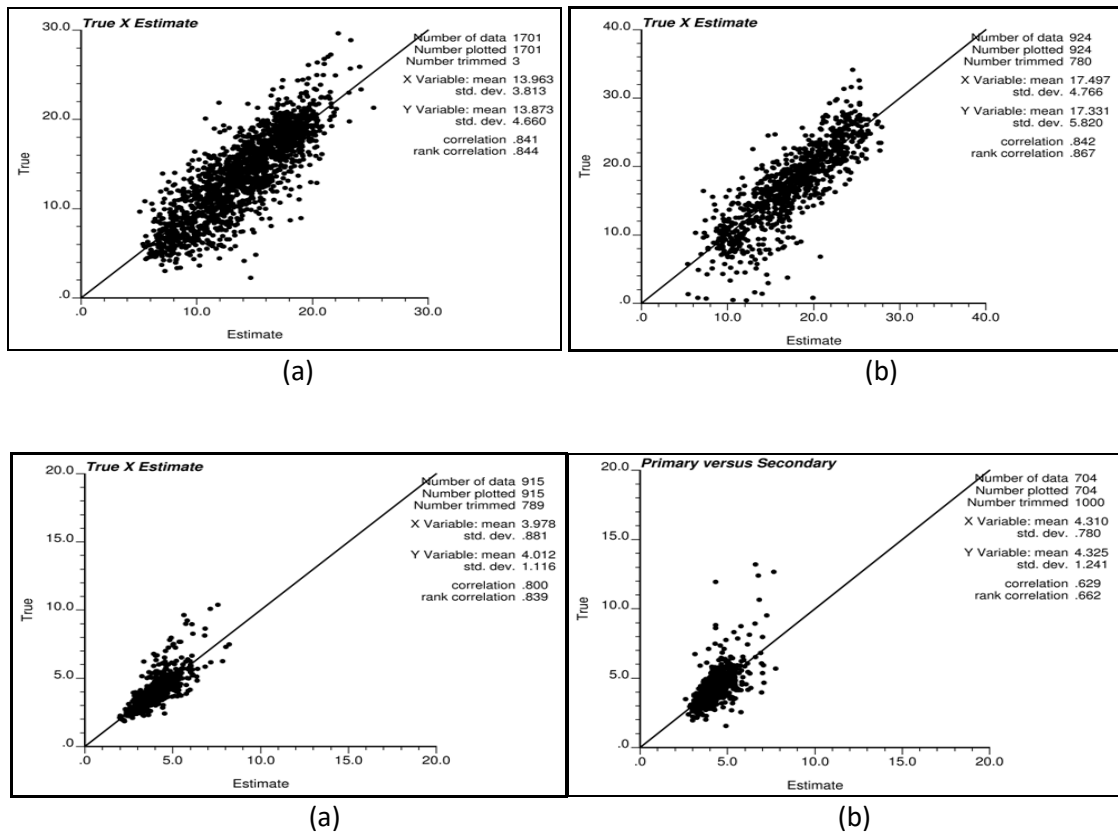 True X Estimate
30.0
20.0
10.0
.0
True
.0
10.0
20.0
30.0
Estimate
Number of data 1701
Number plotted 1701
Number trimmed 3
X Variable: mean 13.963
std. dev. 3.813
Y Variable: mean 13.873
std. dev. 4.660
correlation .841
rank correlation .844
(a)
True X Estimate
40.0
30.0
20.0
10.0
.0
True
.0
10.0
20.0
30.0
40.0
Estimate
Number of data 924
Number plotted 924
Number trimmed 780
X Variable: mean 17.497
std. dev. 4.766
Y Variable: mean 17.331
std. dev. 5.820
correlation .842
rank correlation .867
(b)
True X Estimate
20.0
15.0
10.0
5.0
.0
True
.0
5.0
10.0
15.0
20.0
Estimate
Number of data 915
Number plotted 915
Number trimmed 789
X Variable: mean 3.978
std. dev. .881
Y Variable: mean 4.012
std. dev. 1.116
correlation .800
rank correlation .839
(a)
Primary versus Secondary
20.0
15.0
10.0
5.0
.0
True
.0
5.0
10.0
15.0
20.0
Estimate
Number of data 704
Number plotted 704
Number trimmed 1000
X Variable: mean 4.310
std. dev. .780
Y Variable: mean 4.325
std. dev. 1.241
correlation .629
rank correlation .662
(b)